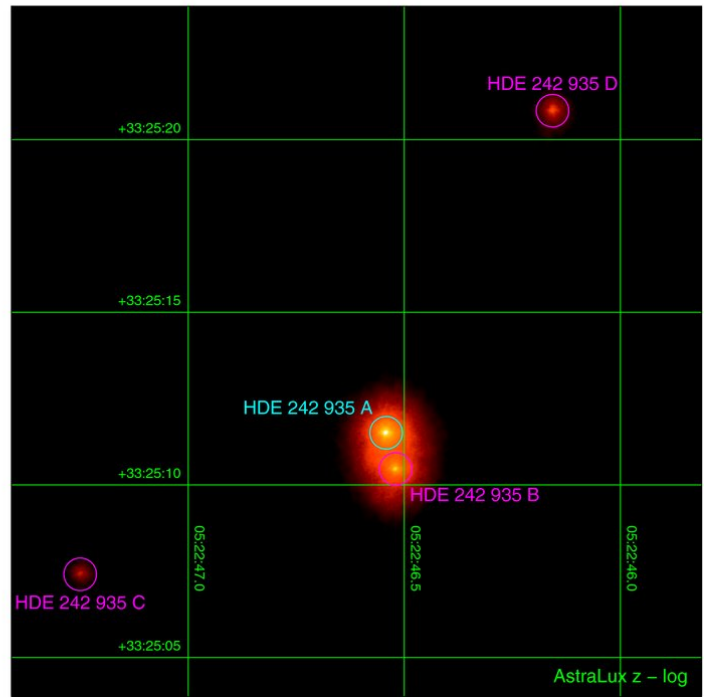 HDE 242 935 D
+33:25:20
+33:25:15
HDE 242 935 A
+33:25:10
HDE 242 935 B
05:22:47.0
05:22:46.5
05:22:46.0
HDE 242 935 C
+33:25:05
AstraLux z − log